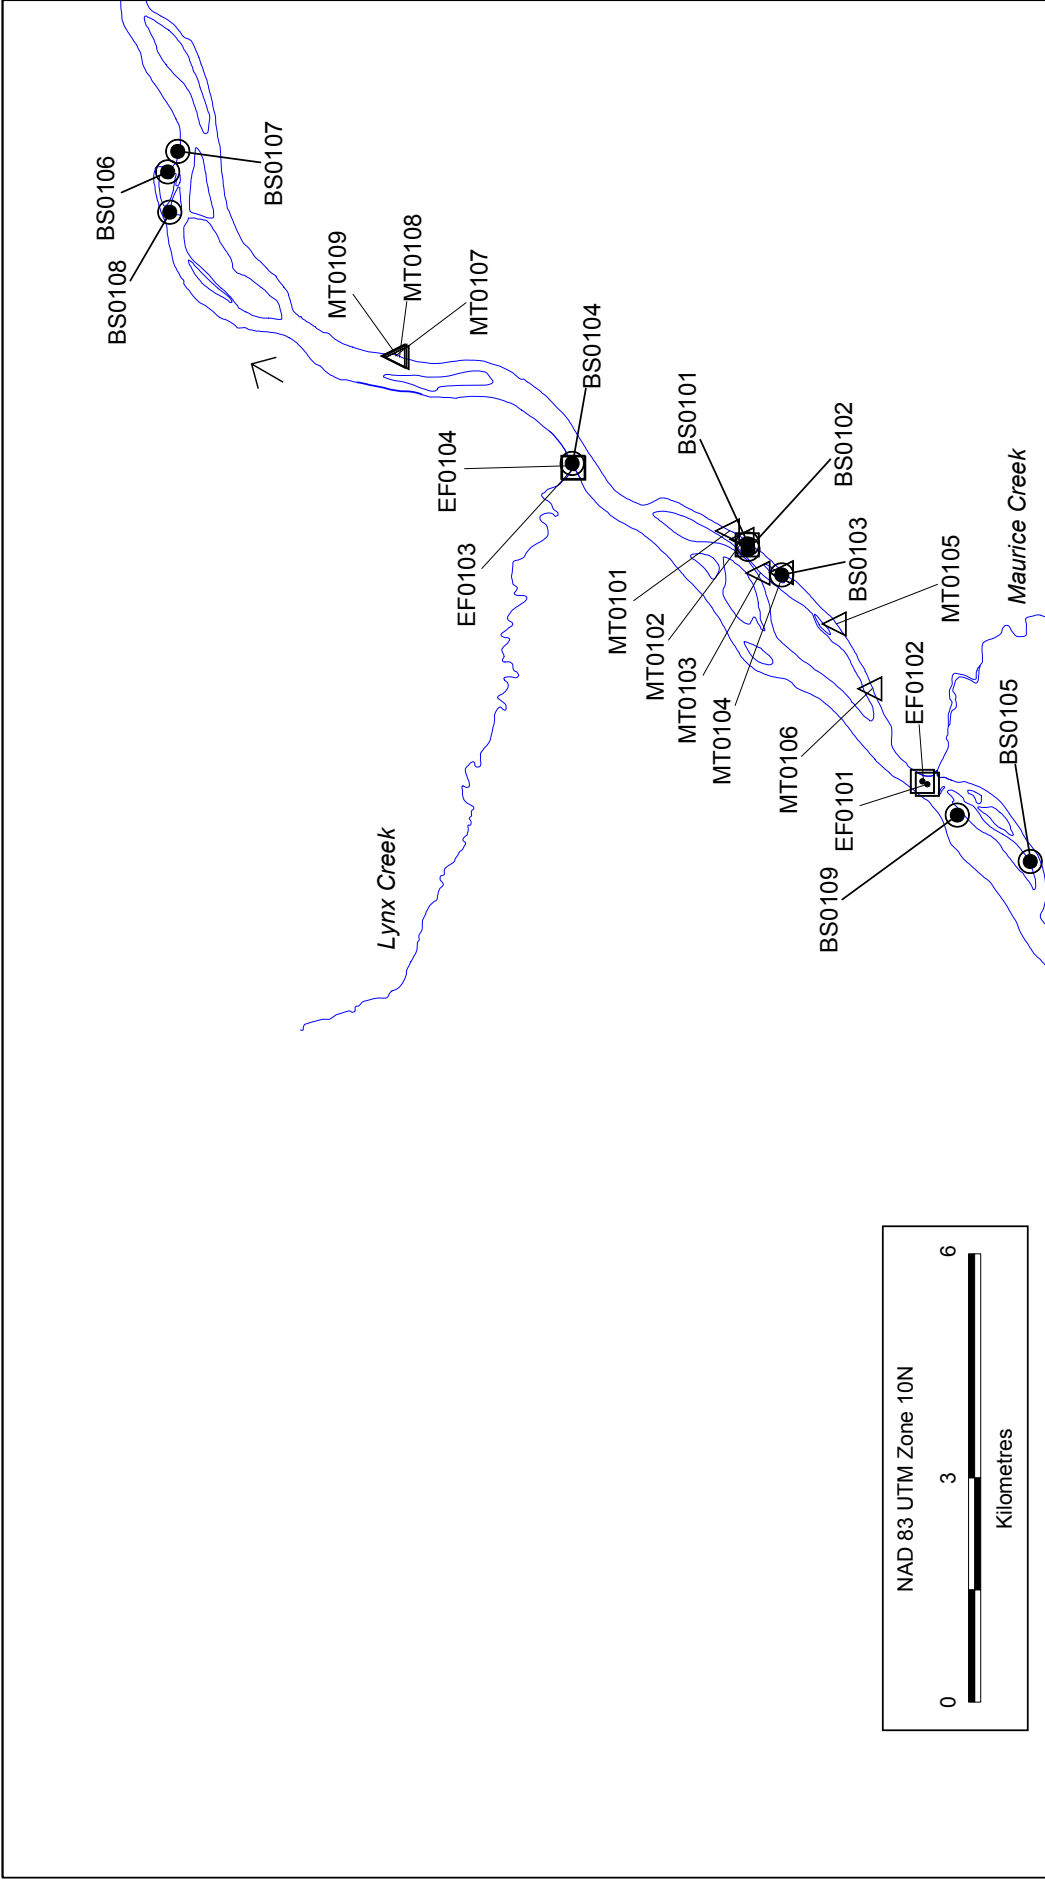 BS0106
BS0107
BS0108
MT0109
MT0108
MT0107
BS0104
EF0104
EF0103
BS0101
BS0102
MT0101
MT0102
MT0103
MT0104
BS0103
MT0105
MT0106
Maurice Creek
EF0102
EF0101
BS0105
BS0109
Lynx Creek
NAD 83 UTM Zone 10N
0 3 6
Kilometres